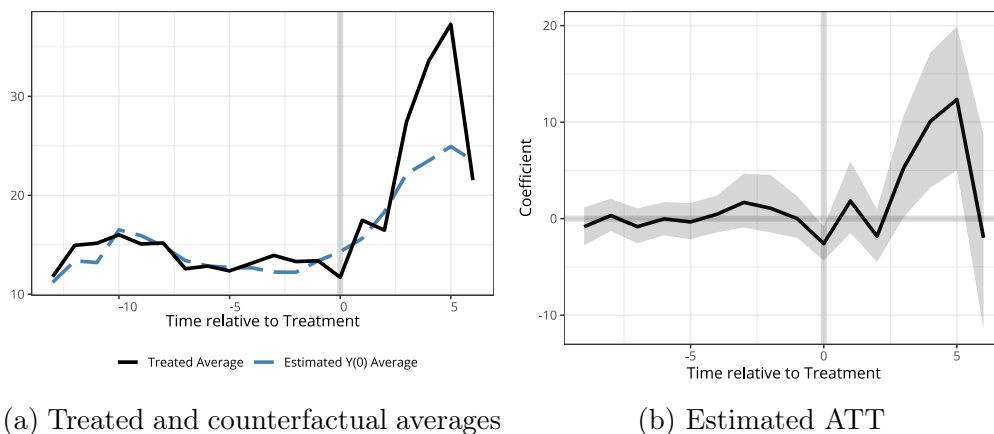 30
20
10
-10
-5
0
5
Time relative to Treatment
Treated Average
Estimated Y(0) Average
(a) Treated and counterfactual averages
20
10
0
-10
Coefficient
-5
0
5
Time relative to Treatment
(b) Estimated ATT